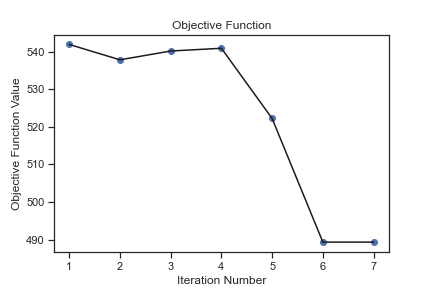 Objective Function
540
530
520
510
500
490
Objective Function Value
1 2 3 4 5 6 7
Iteration Number